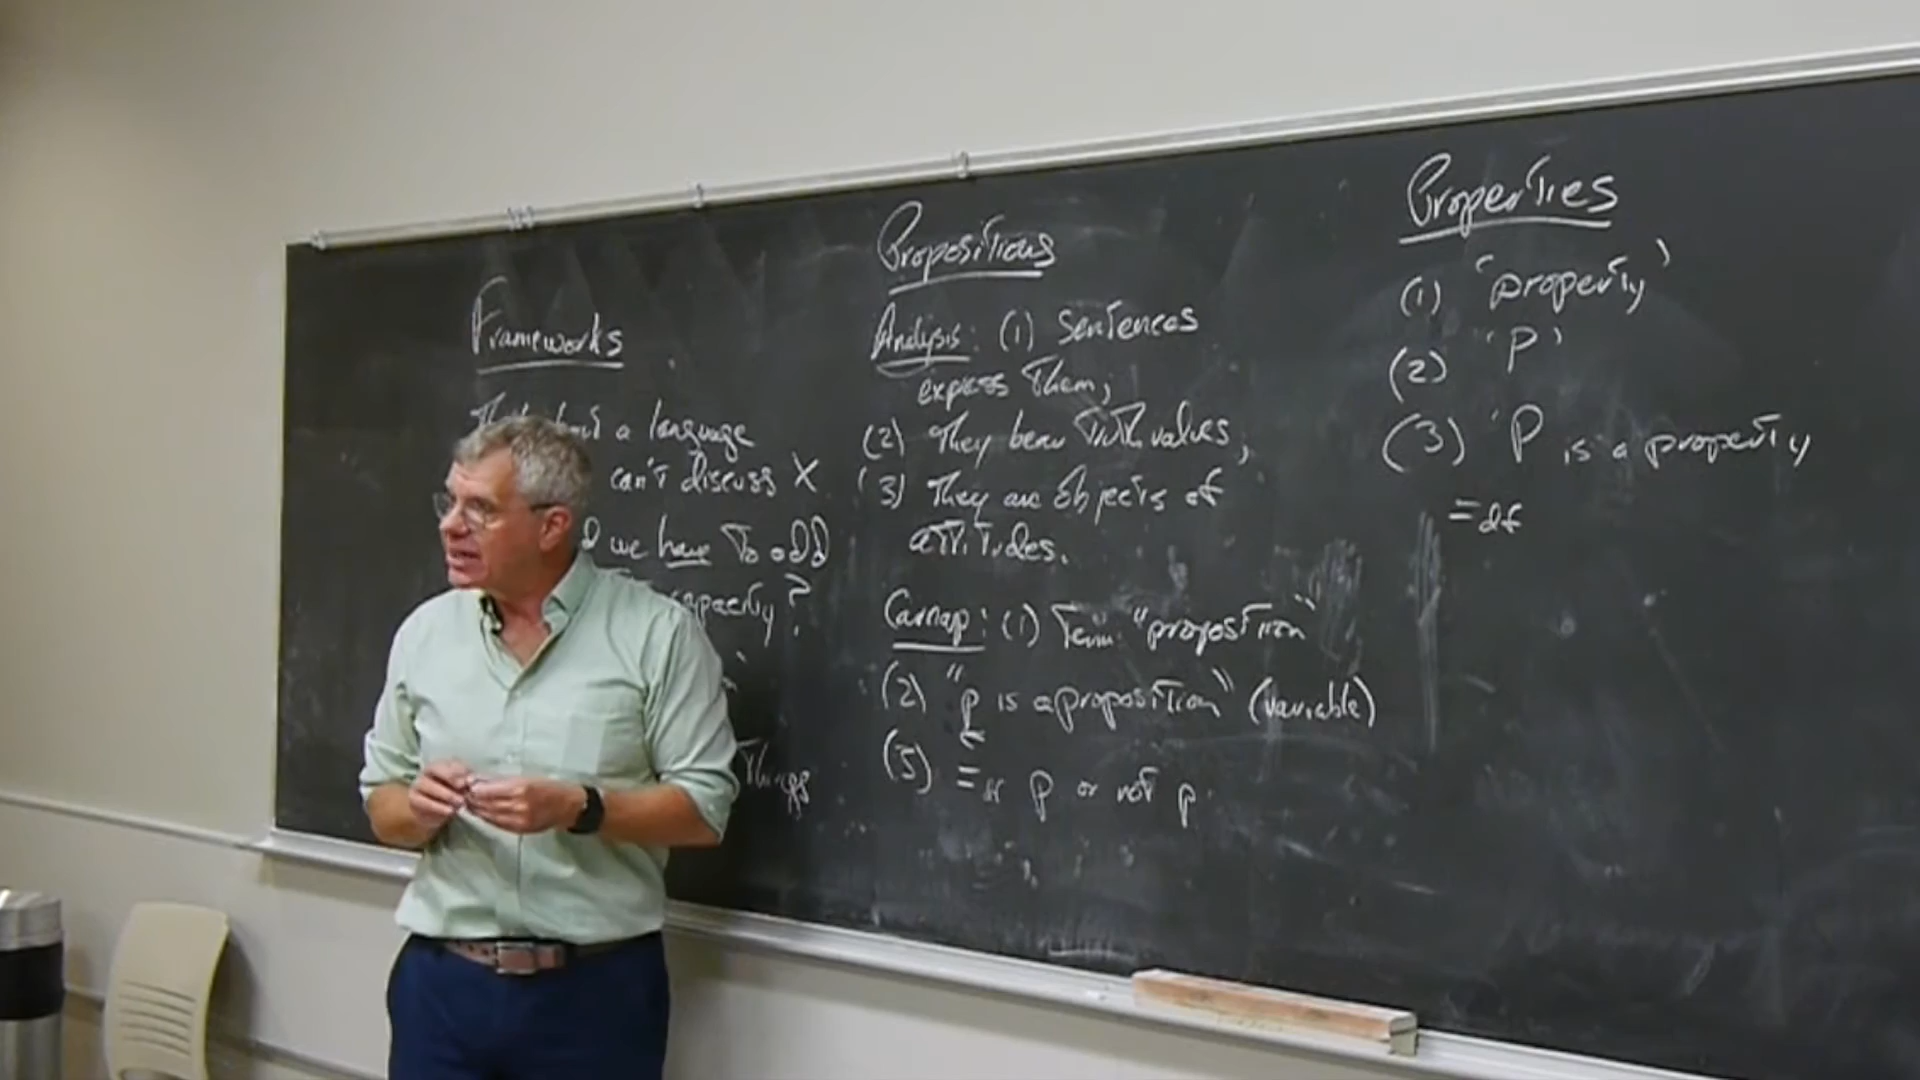 Frameworks
a language
can't discuss X
we have to add
capacity?
Things
Propositions
Analysis: (1) Sentences
express them,
(2) They bear truth values,
(3) They are objects of
attitudes.
Carnap: (1) Term "proposition"
(2) "p is a proposition" (variable)
(3) =df p or not p.
Properties
(1) 'property'
(2) 'P'
(3) 'P is a property
=df